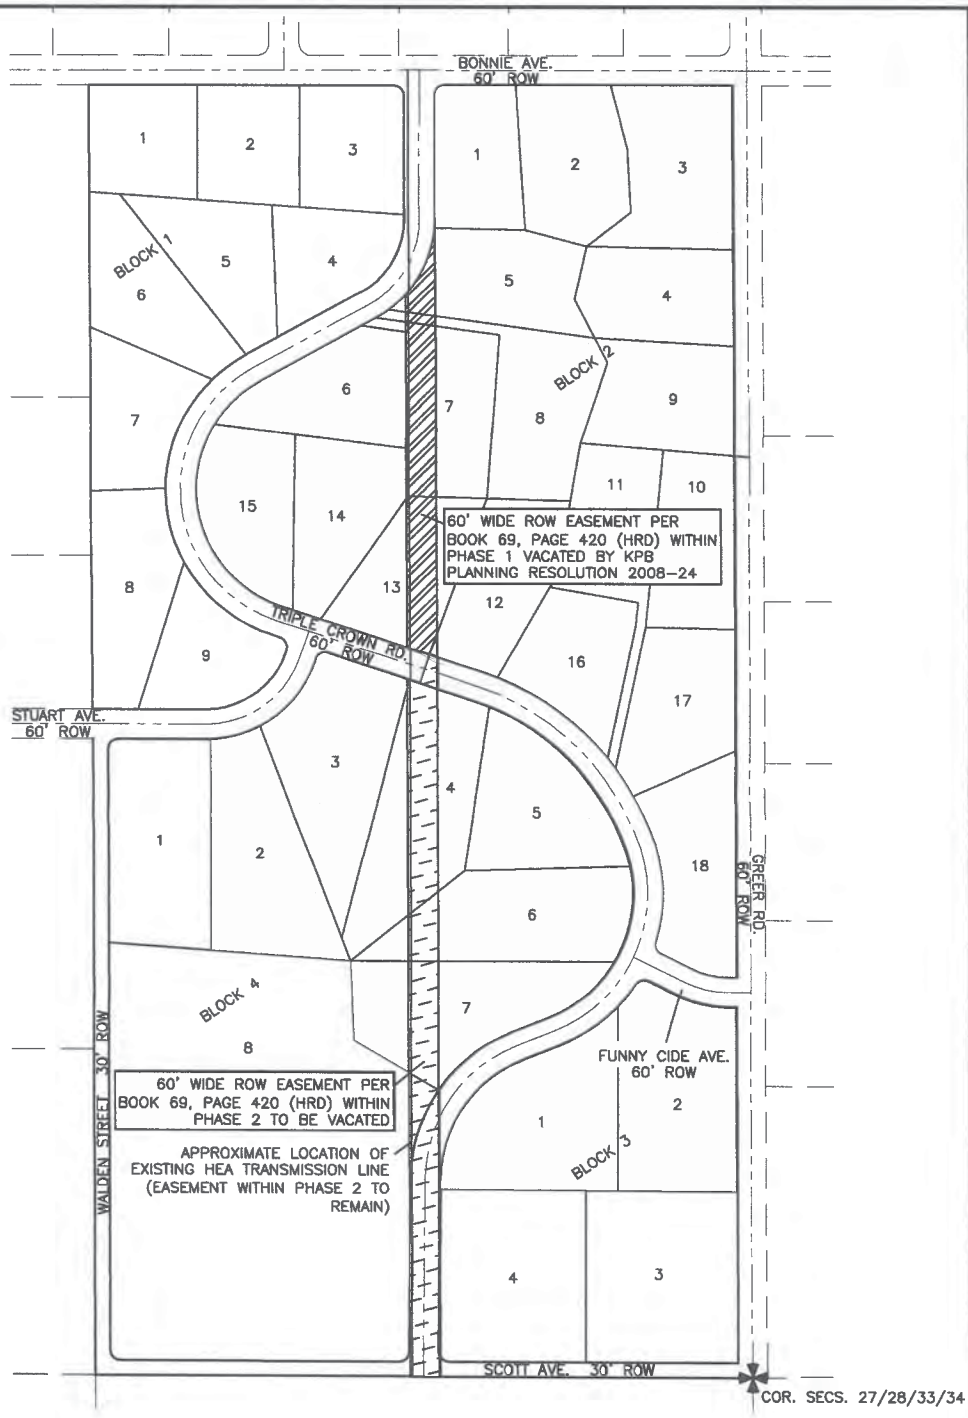 BONNIE AVE.
60' ROW
1
2
3
1
2
3
BLOCK 1
6
5
4
5
4
BLOCK 2
7
6
7
8
9
15
14
11
10
60' WIDE ROW EASEMENT PER
BOOK 69, PAGE 420 (HRD) WITHIN
PHASE 1 VACATED BY KPB
PLANNING RESOLUTION 2008-24
8
13
12
TRIPLE CROWN RD.
60' ROW
9
16
17
STUART AVE.
60' ROW
3
4
5
1
2
18
GREER RD.
60' ROW
6
BLOCK 4
8
7
WALDEN STREET 30' ROW
FUNNY CIDE AVE.
60' ROW
60' WIDE ROW EASEMENT PER
BOOK 69, PAGE 420 (HRD) WITHIN
PHASE 2 TO BE VACATED
1
2
BLOCK 3
APPROXIMATE LOCATION OF
EXISTING HEA TRANSMISSION LINE
(EASEMENT WITHIN PHASE 2 TO
REMAIN)
4
3
SCOTT AVE. 30' ROW
COR. SECS. 27/28/33/34